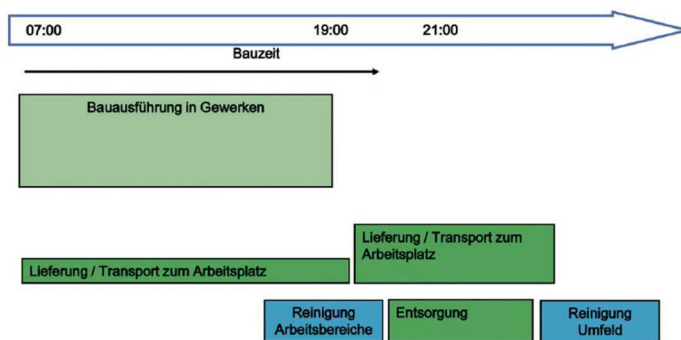 07:00 19:00 21:00
Bauzeit
Bauausführung in Gewerken
Lieferung / Transport zum
Arbeitsplatz
Lieferung / Transport zum Arbeitsplatz
Reinigung
Arbeitsbereiche
Entsorgung
Reinigung
Umfeld